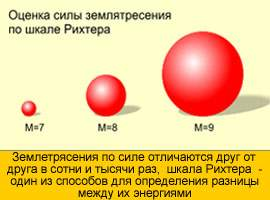 Оценка силы землятресения
по шкале Рихтера
M=7 M=8 M=9
Землетрясения по силе отличаются друг от
друга в сотни и тысячи раз, шкала Рихтера -
один из способов для определения разницы
между их энергиями